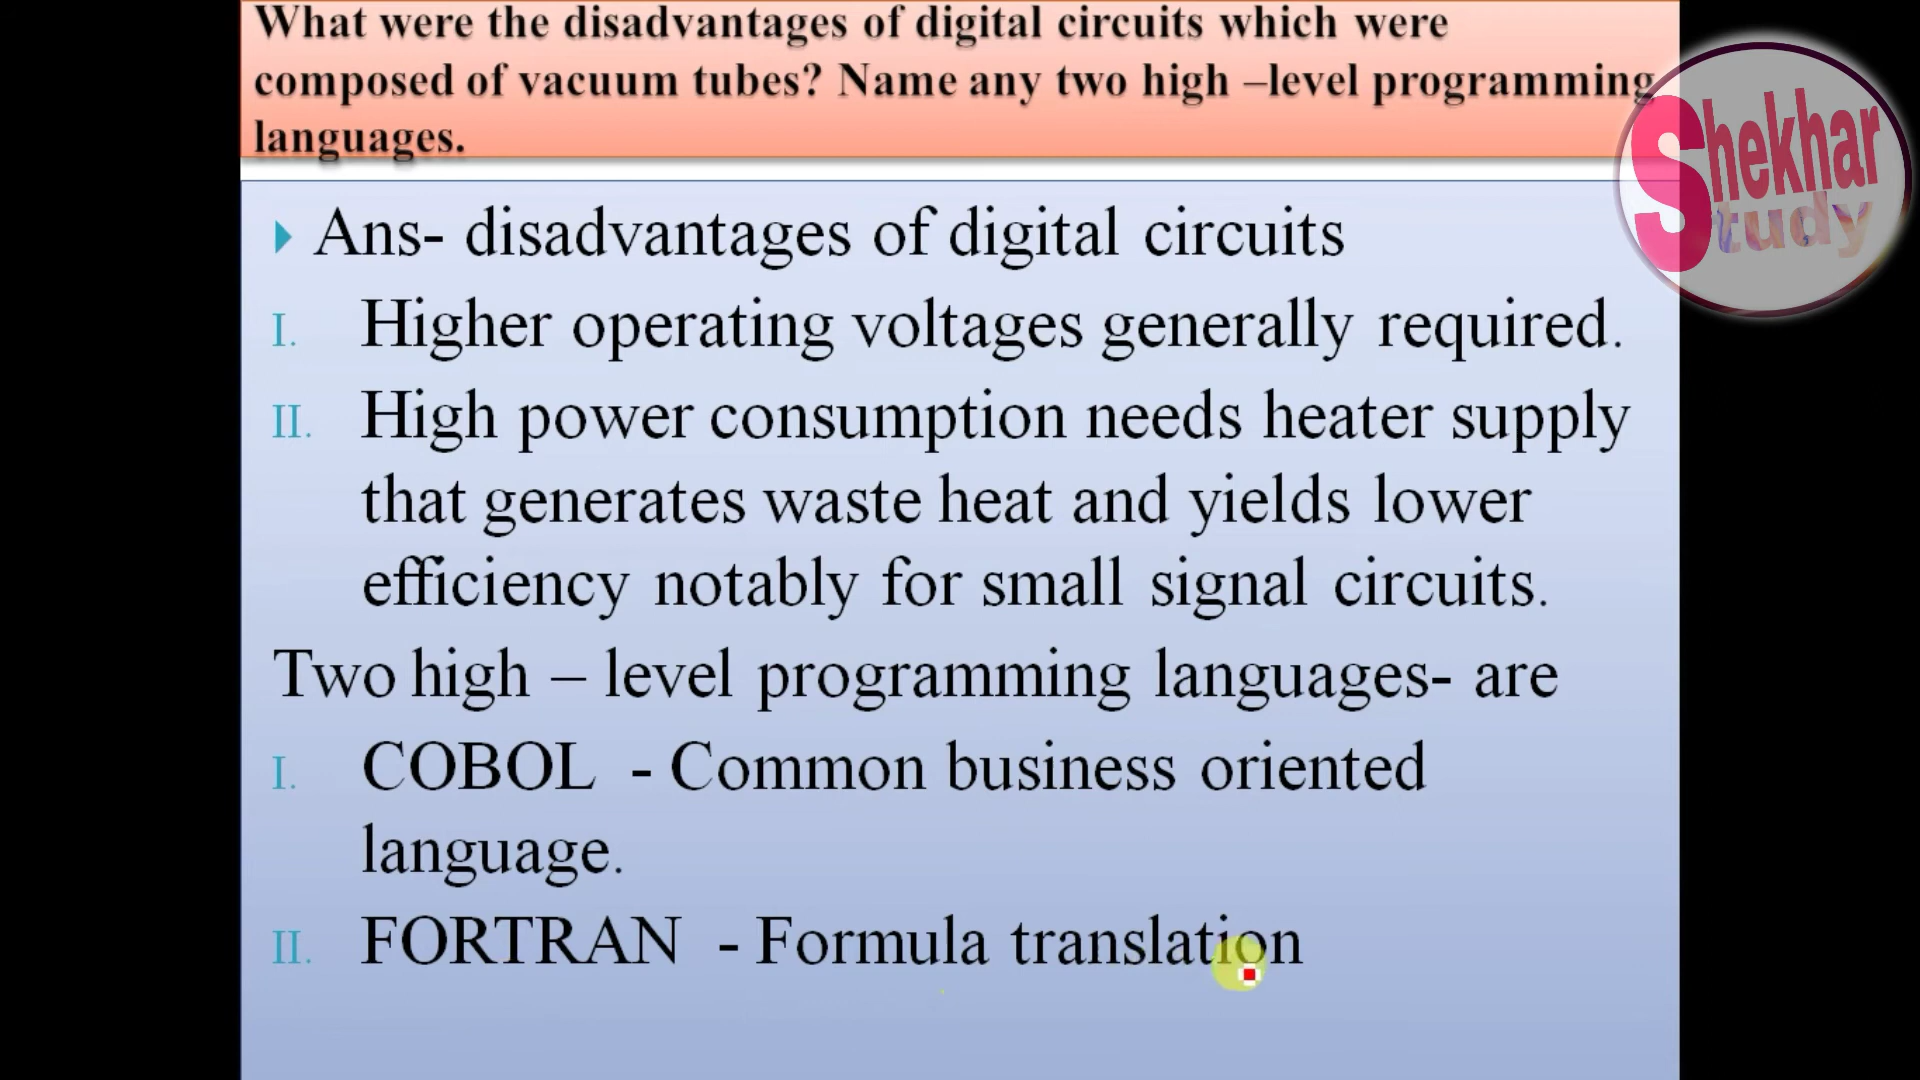 What were the disadvantages of digital circuits which were
composed of vacuum tubes? Name any two high –level programming
languages.
Shekhar
Study
Ans- disadvantages of digital circuits
I. Higher operating voltages generally required.
II. High power consumption needs heater supply
that generates waste heat and yields lower
efficiency notably for small signal circuits.
Two high – level programming languages- are
I. COBOL - Common business oriented
language.
II. FORTRAN - Formula translation